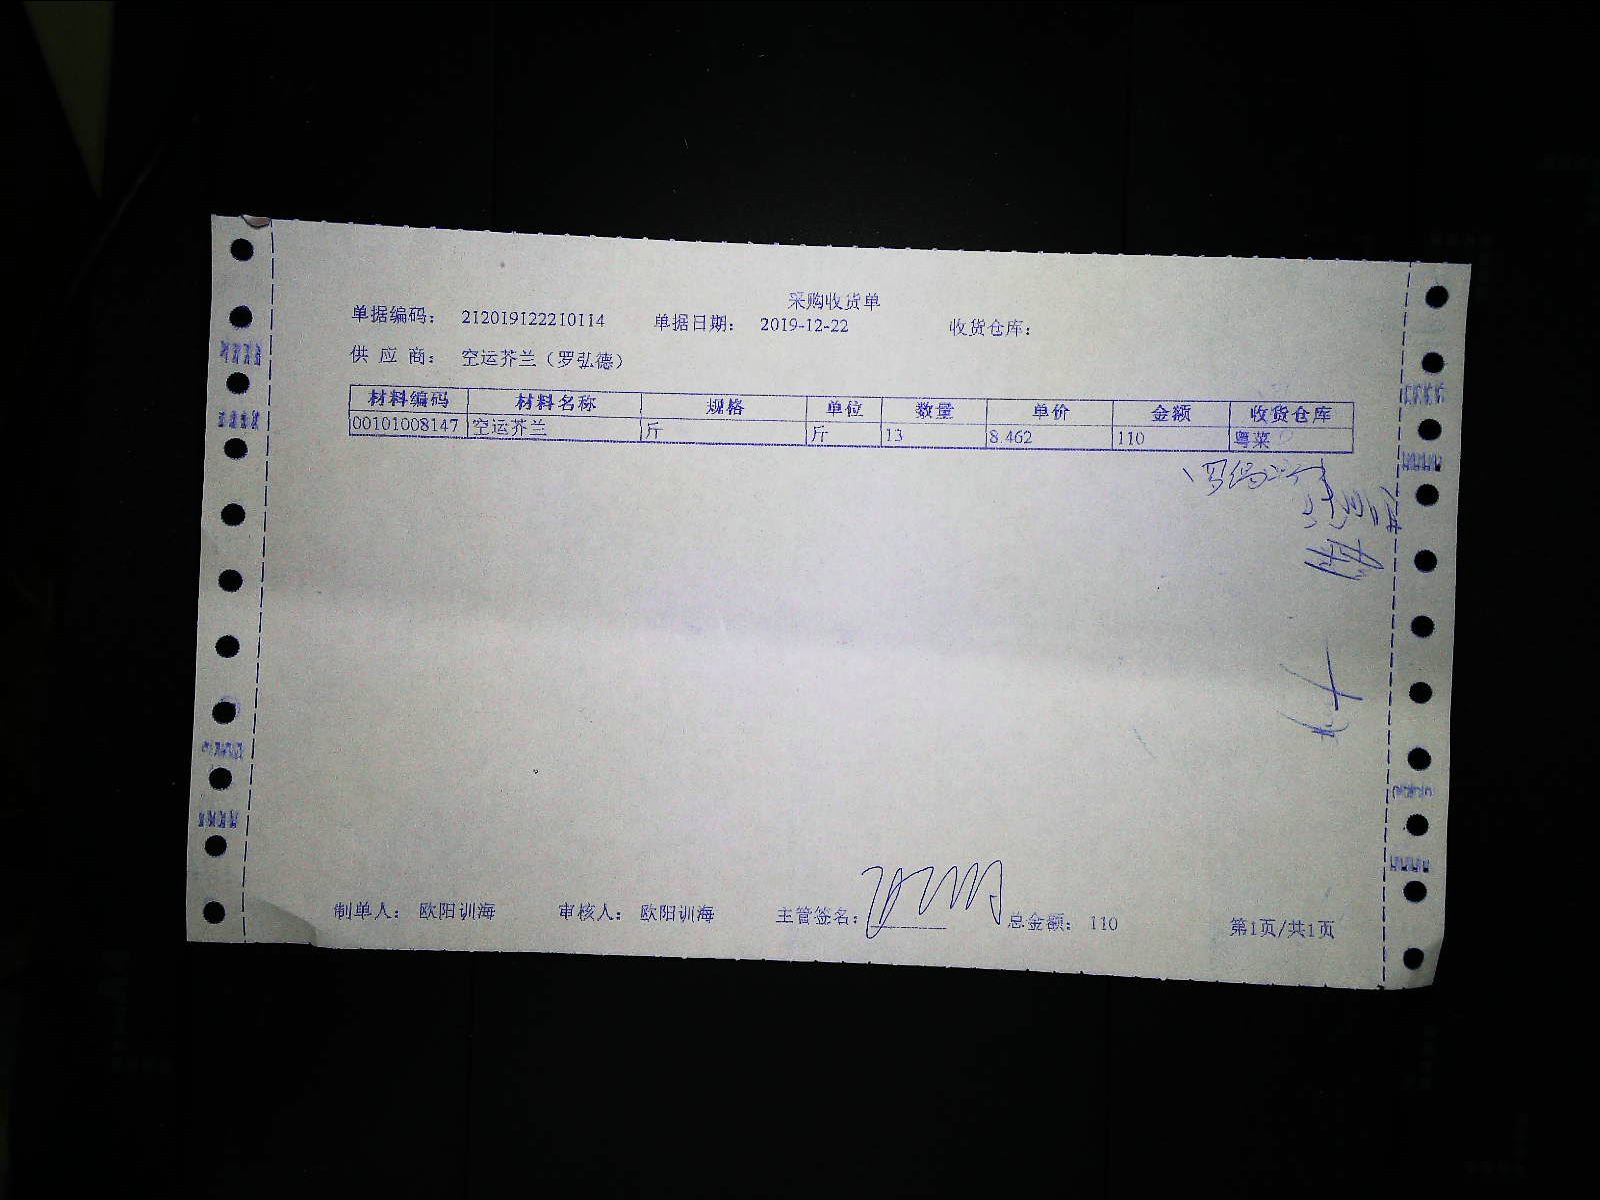 采购收货单
单据编码： 212019122210114 单据日期： 2019-12-22 收货仓库：
供 应 商： 空运芥兰（罗弘德）
材料编码 材料名称 规格 单位 数量 单价 金额 收货仓库
00101008147 空运芥兰 斤 斤 13 8.462 110 粤菜
制单人： 欧阳训海 审核人： 欧阳训海 主管签名： 总金额： 110 第1页/共1页